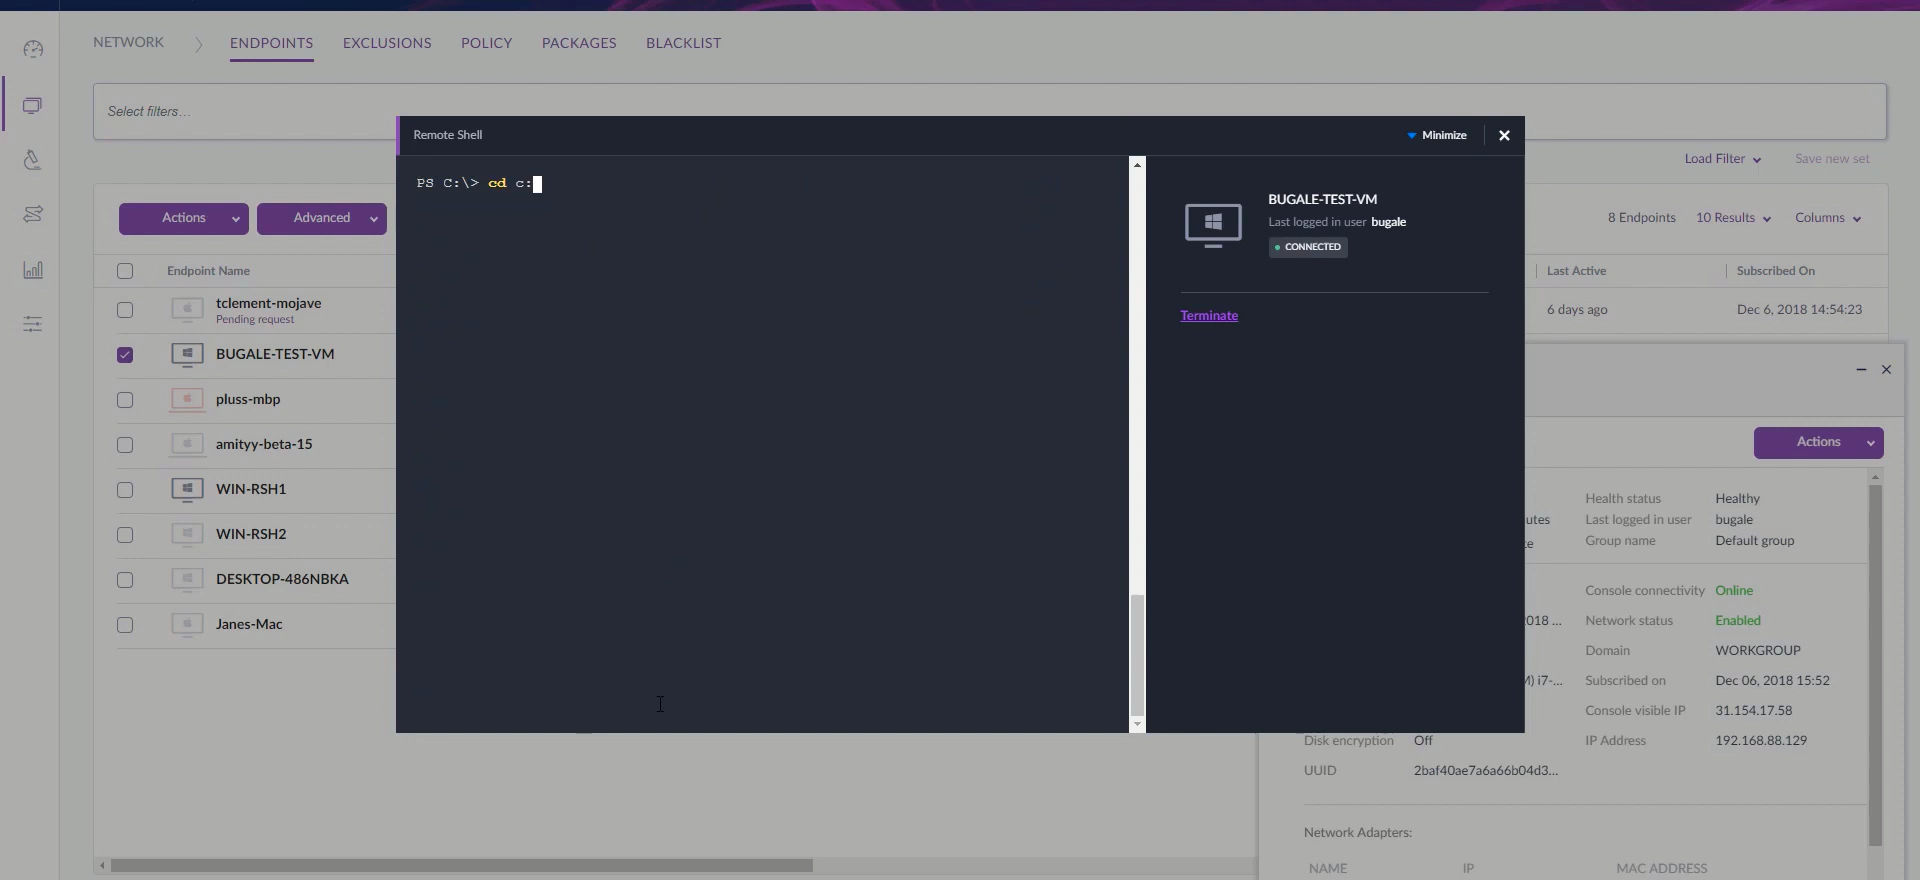 NETWORK
ENDPOINTS
EXCLUSIONS
POLICY
PACKAGES
BLACKLIST
Select filters...
Load Filter
Save new set
Actions
Advanced
8 Endpoints
10 Results
Columns
Endpoint Name
Last Active
Subscribed On
tclement-mojave
Pending request
6 days ago
Dec 6, 2018 14:54:23
BUGALE-TEST-VM
pluss-mbp
amityy-beta-15
WIN-RSH1
WIN-RSH2
DESKTOP-486NBKA
Janes-Mac
Remote Shell
Minimize
PS C:\> cd c:
BUGALE-TEST-VM
Last logged in user bugale
CONNECTED
Terminate
Actions
Health status Healthy
utes
Last logged in user bugale
Group name Default group
Console connectivity Online
018 ...
Network status Enabled
Domain WORKGROUP
M) i7-...
Subscribed on Dec 06, 2018 15:52
Console visible IP 31.154.17.58
Disk encryption Off
IP Address 192.168.88.129
UUID 2baf40ae7a6a66b04d3...
Network Adapters:
NAME IP MAC ADDRESS